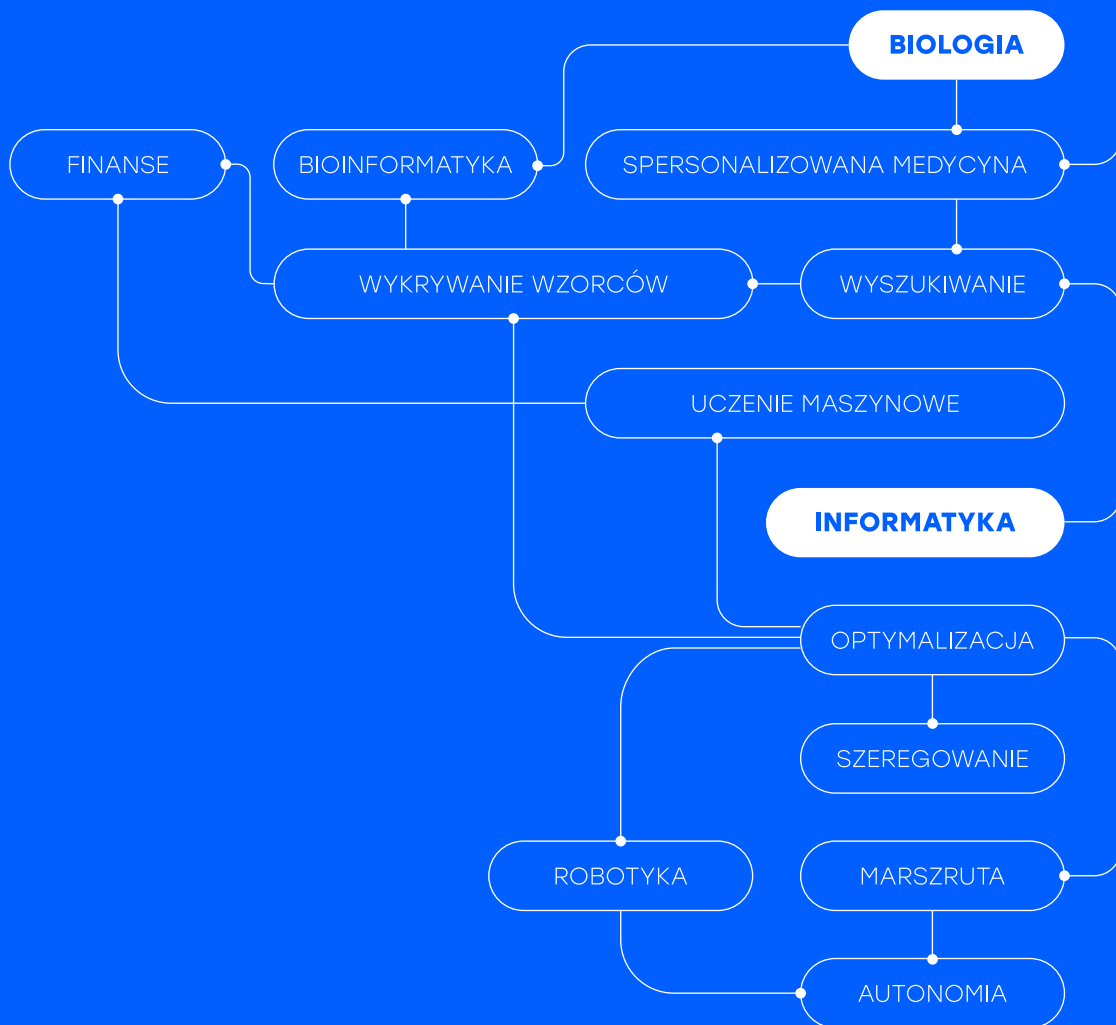 BIOLOGIA
FINANSE
BIOINFORMATYKA
SPERSONALIZOWANA MEDYCYNA
WYKRYWANIE WZORCÓW
WYSZUKIWANIE
UCZENIE MASZYNOWE
INFORMATYKA
OPTYMALIZACJA
SZEREGOWANIE
ROBOTYKA
MARSZRUTA
AUTONOMIA